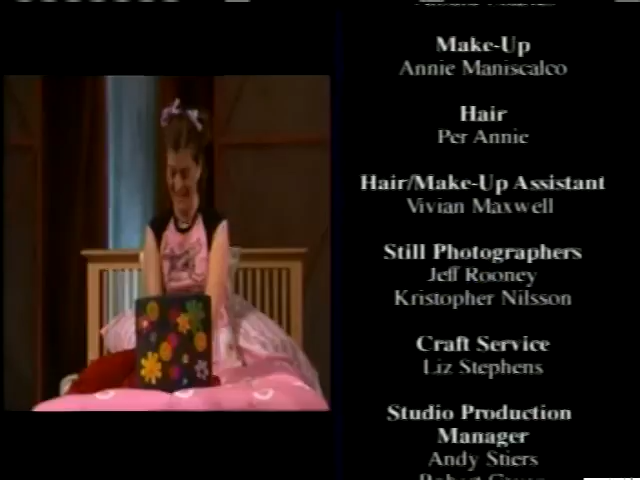 Make-Up
Annie Maniscalco
Hair
Per Annie
Hair/Make-Up Assistant
Vivian Maxwell
Still Photographers
Jeff Rooney
Kristopher Nilsson
Craft Service
Liz Stephens
Studio Production
Manager
Andy Stiers
Robert